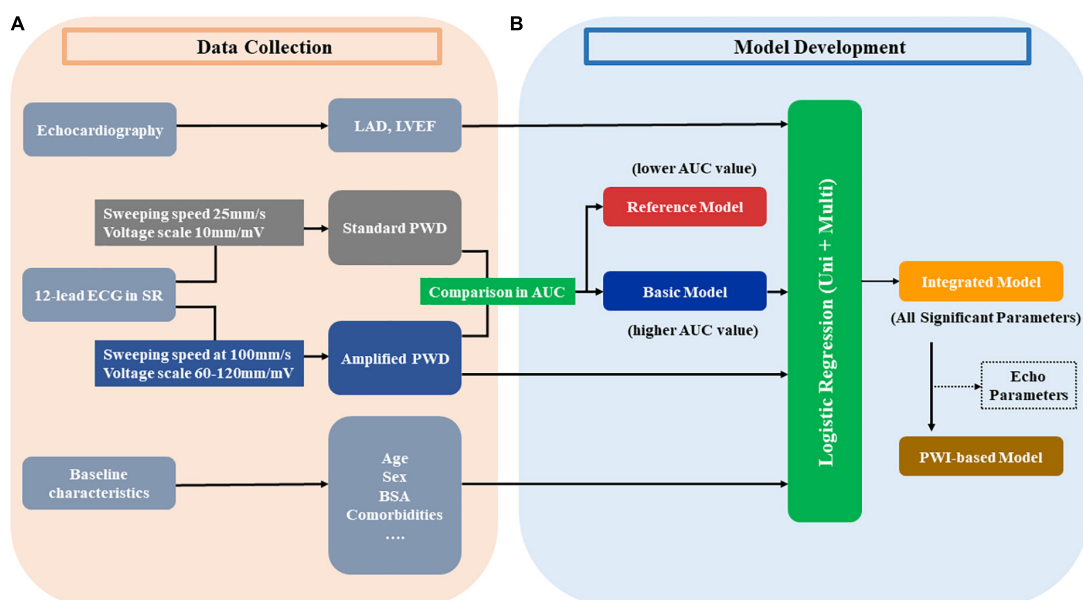 A
Data Collection
Echocardiography
LAD, LVEF
Sweeping speed 25mm/s
Voltage scale 10mm/mV
Standard PWD
12-lead ECG in SR
Sweeping speed at 100mm/s
Voltage scale 60-120mm/mV
Amplified PWD
Baseline
characteristics
Age
Sex
BSA
Comorbidities
....
Comparison in AUC
B
Model Development
(lower AUC value)
Reference Model
Basic Model
(higher AUC value)
Logistic Regression (Uni + Multi)
Integrated Model
(All Significant Parameters)
Echo
Parameters
PWI-based Model